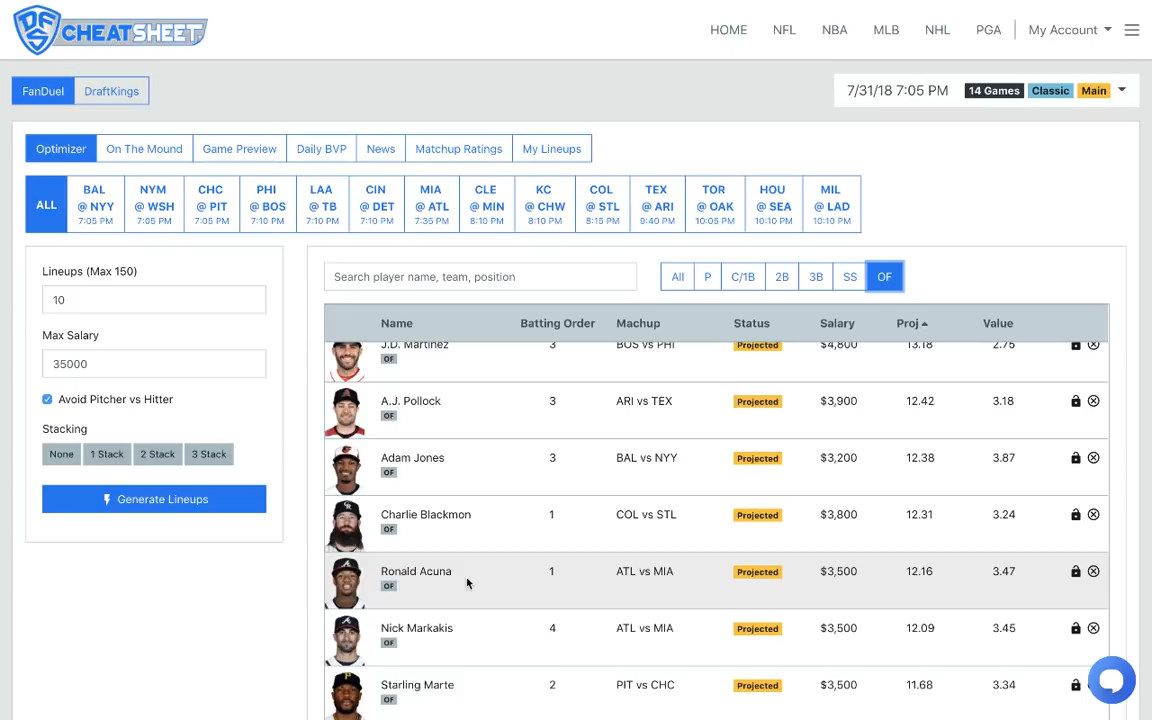 DFS CHEATSHEET
HOME NFL NBA MLB NHL PGA My Account
FanDuel DraftKings
7/31/18 7:05 PM 14 Games Classic Main
Optimizer On The Mound Game Preview Daily BVP News Matchup Ratings My Lineups
ALL
BAL @ NYY 7:05 PM
NYM @ WSH 7:05 PM
CHC @ PIT 7:05 PM
PHI @ BOS 7:10 PM
LAA @ TB 7:10 PM
CIN @ DET 7:10 PM
MIA @ ATL 7:35 PM
CLE @ MIN 8:10 PM
KC @ CHW 8:10 PM
COL @ STL 8:15 PM
TEX @ ARI 9:40 PM
TOR @ OAK 10:05 PM
HOU @ SEA 10:10 PM
MIL @ LAD 10:10 PM
Lineups (Max 150)
10
Max Salary
35000
Avoid Pitcher vs Hitter
Stacking
None 1 Stack 2 Stack 3 Stack
Generate Lineups
Search player name, team, position
All P C/1B 2B 3B SS OF
Name Batting Order Machup Status Salary Proj Value
J.D. Martinez 3 BOS vs PHI Projected $4,800 13.18 2.75
OF
A.J. Pollock 3 ARI vs TEX Projected $3,900 12.42 3.18
OF
Adam Jones 3 BAL vs NYY Projected $3,200 12.38 3.87
OF
Charlie Blackmon 1 COL vs STL Projected $3,800 12.31 3.24
OF
Ronald Acuna 1 ATL vs MIA Projected $3,500 12.16 3.47
OF
Nick Markakis 4 ATL vs MIA Projected $3,500 12.09 3.45
OF
Starling Marte 2 PIT vs CHC Projected $3,500 11.68 3.34
OF